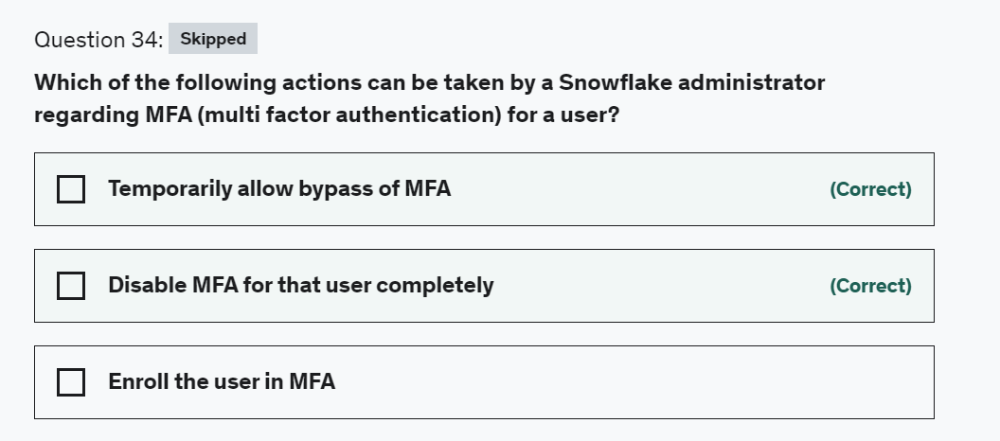 Question 34: Skipped
Which of the following actions can be taken by a Snowflake administrator
regarding MFA (multi factor authentication) for a user?
Temporarily allow bypass of MFA (Correct)
Disable MFA for that user completely (Correct)
Enroll the user in MFA